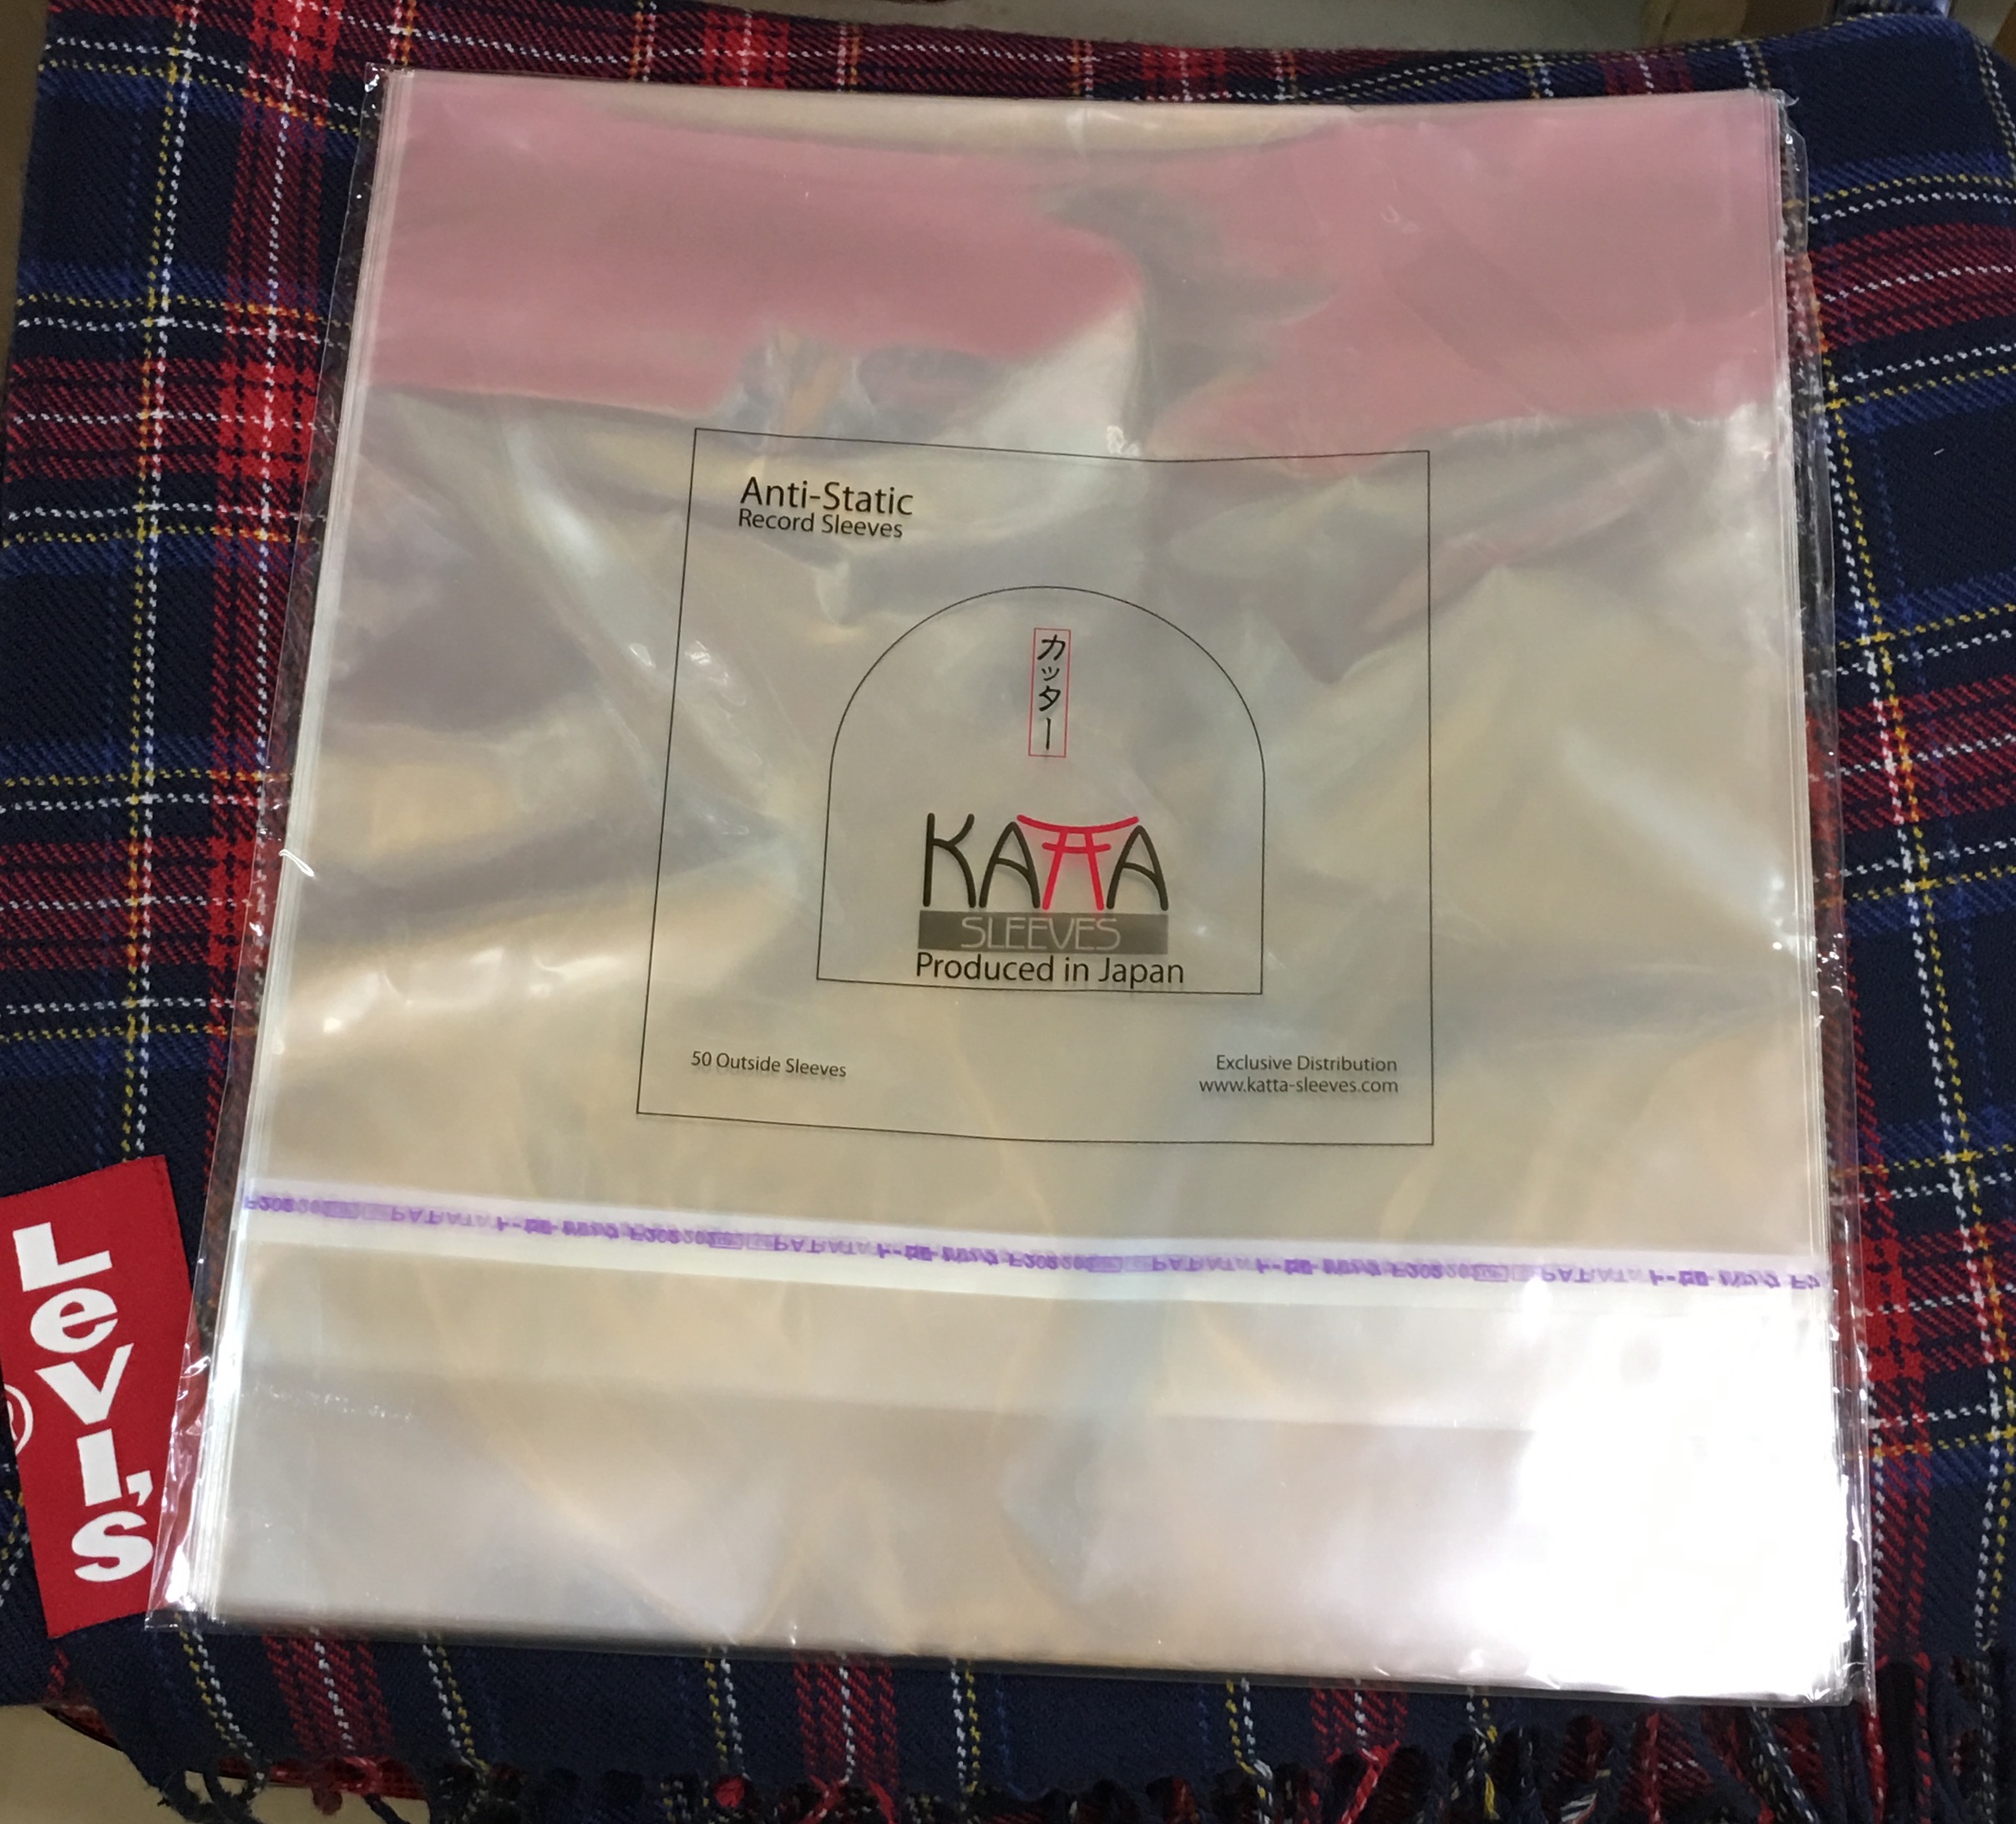 Anti-Static
Record Sleeves
カッター
KATTA
SLEEVES
Produced in Japan
50 Outside Sleeves
Exclusive Distribution
www.katta-sleeves.com
Levi's
®